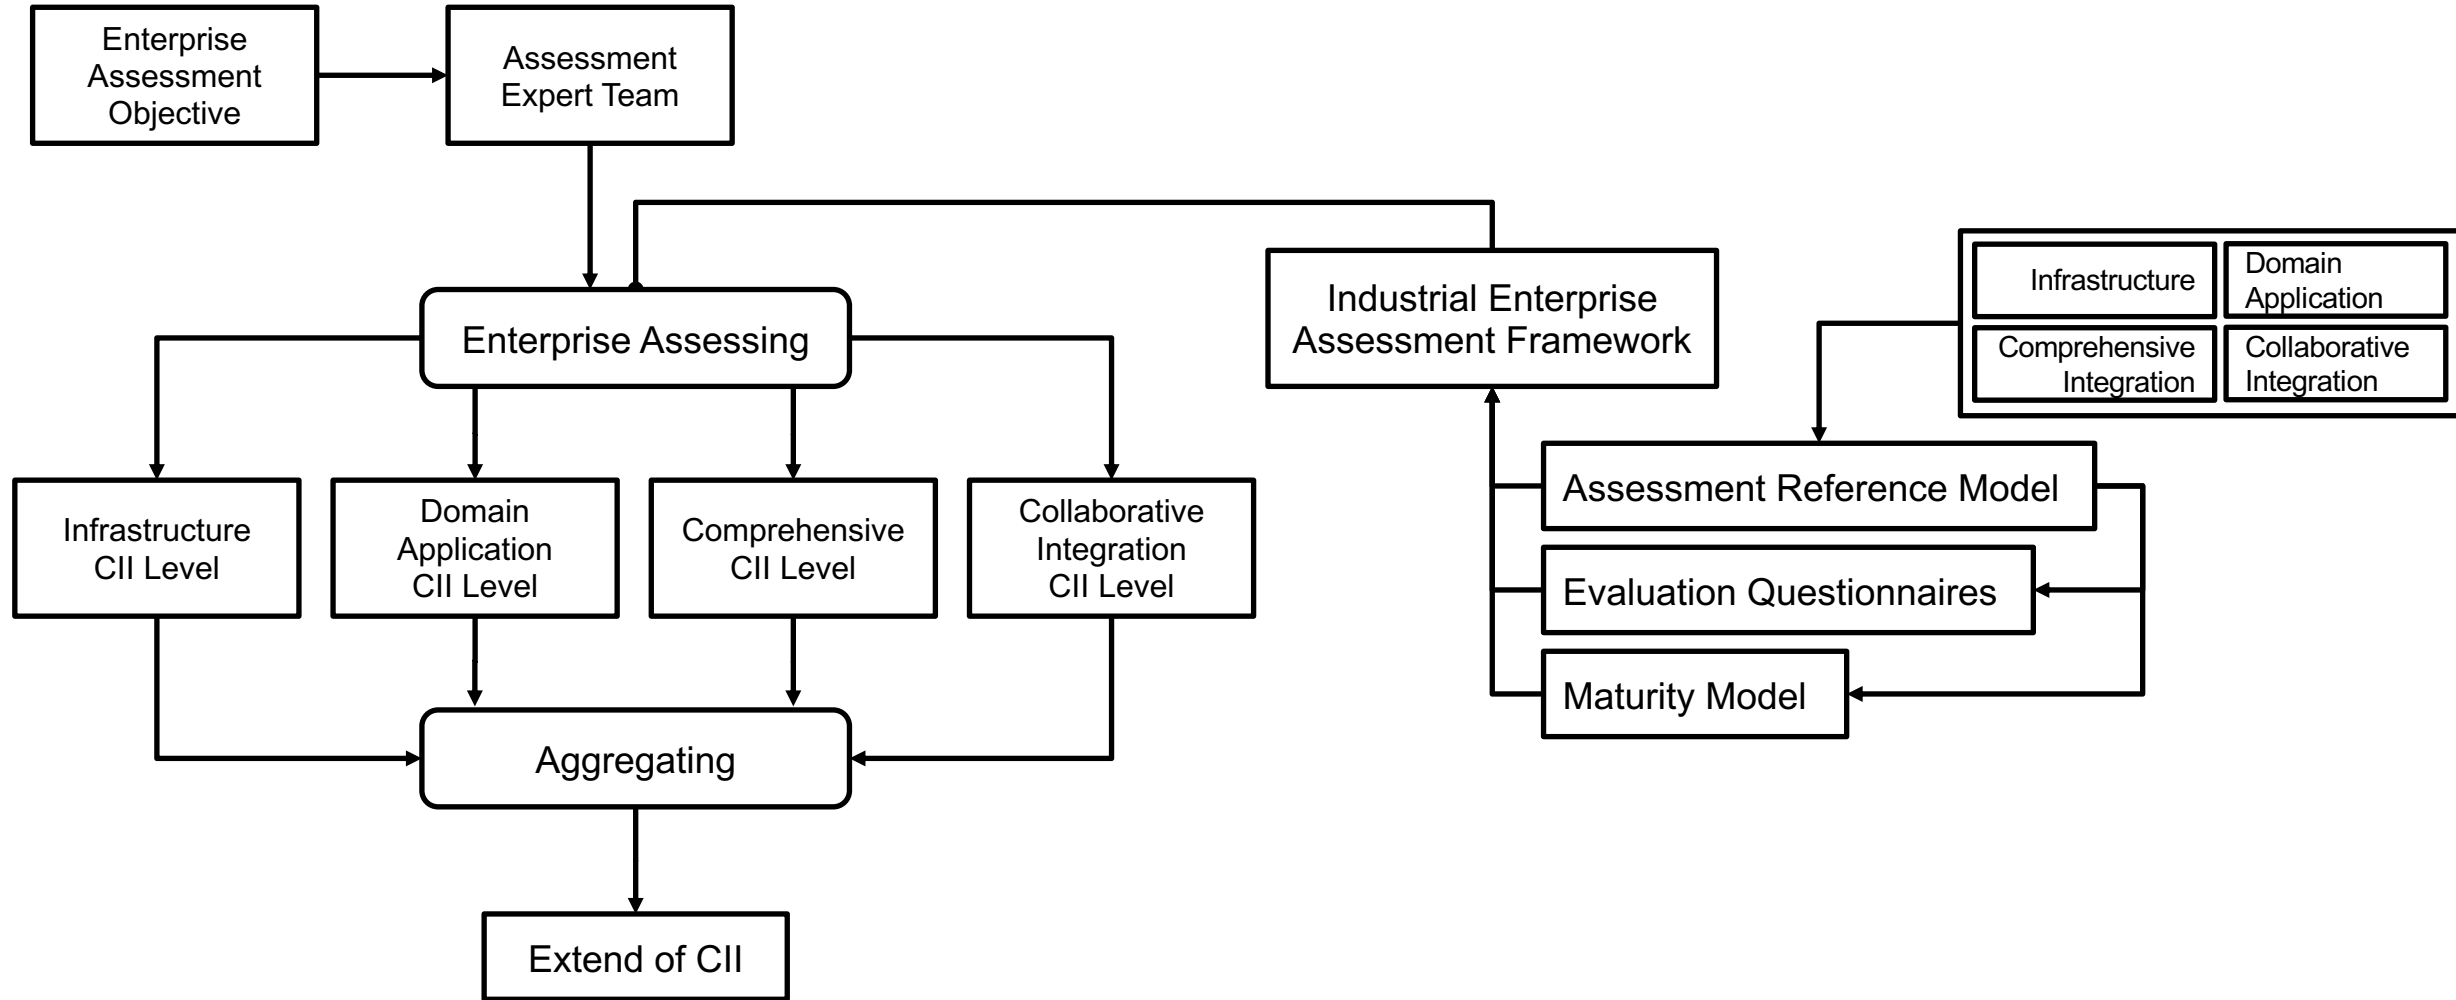 Enterprise
Assessment
Objective
Assessment
Expert Team
Enterprise Assessing
Industrial Enterprise
Assessment Framework
Infrastructure
Domain
Application
Comprehensive
Integration
Collaborative
Integration
Assessment Reference Model
Evaluation Questionnaires
Maturity Model
Infrastructure
CII Level
Domain
Application
CII Level
Comprehensive
CII Level
Collaborative
Integration
CII Level
Aggregating
Extend of CII